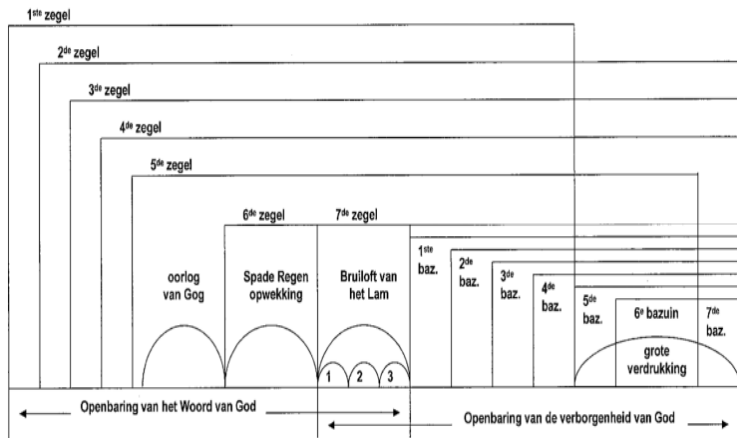 1ste zegel
2de zegel
3de zegel
4de zegel
5de zegel
6de zegel
7de zegel
oorlog
van Gog
Spade Regen
opwekking
Bruiloft van
het Lam
1ste
baz.
2de
baz.
3de
baz.
4de
baz.
5de
baz.
6e bazuin
7de
baz.
grote
verdrukking
1 2 3
Openbaring van het Woord van God
Openbaring van de verborgenheid van God